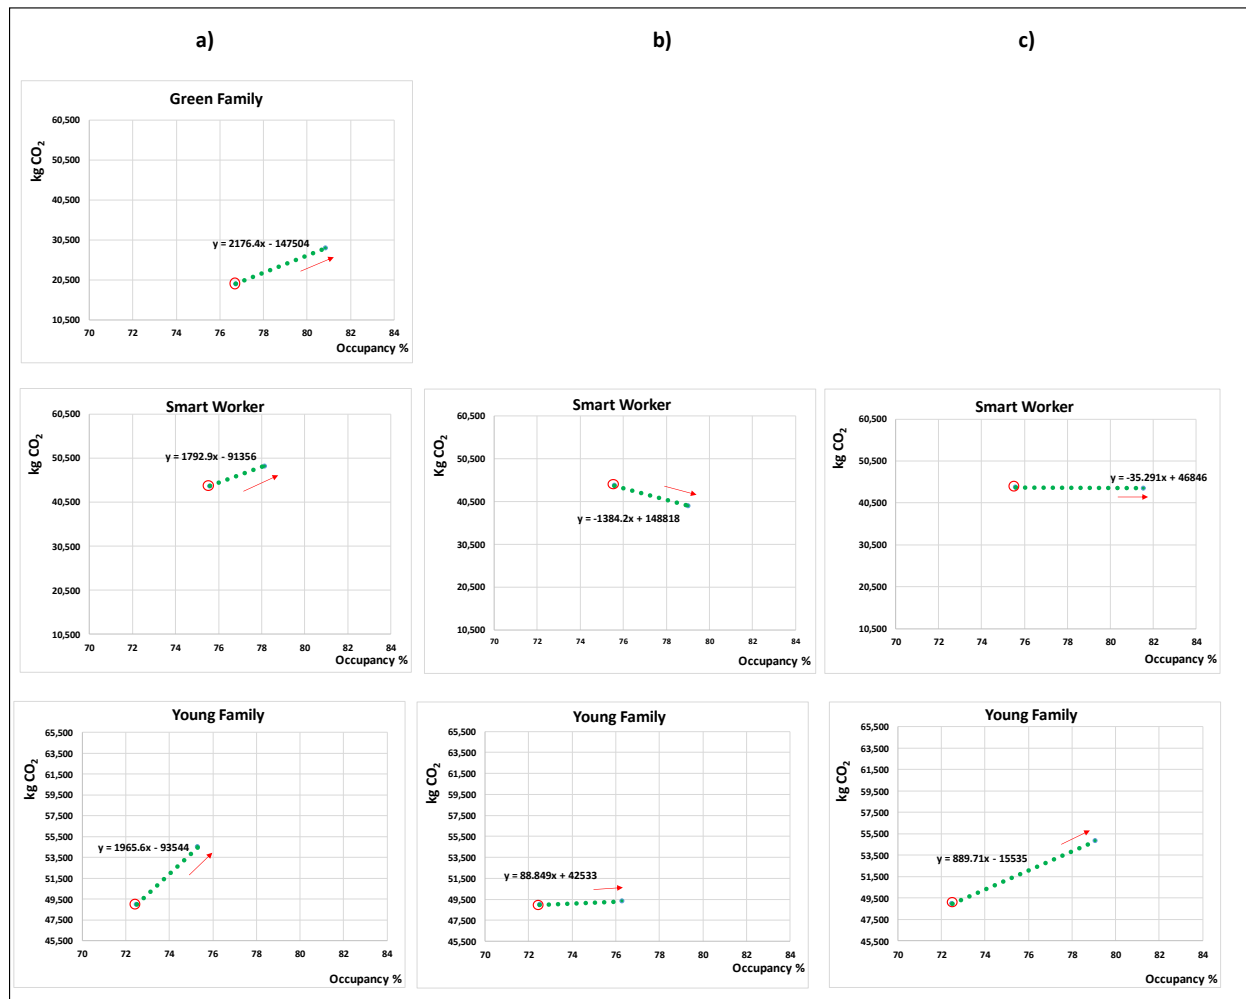 a)
b)
c)
Green Family
kg CO₂
60,500
50,500
40,500
30,500
20,500
10,500
y = 2176.4x - 147504
70 72 74 76 78 80 82 84
Occupancy %
Smart Worker
kg CO₂
60,500
50,500
40,500
30,500
20,500
10,500
y = 1792.9x - 91356
70 72 74 76 78 80 82 84
Occupancy %
Smart Worker
Kg CO₂
60,500
50,500
40,500
30,500
20,500
10,500
y = -1384.2x + 148818
70 72 74 76 78 80 82 84
Occupancy %
Smart Worker
kg CO₂
60,500
50,500
40,500
30,500
20,500
10,500
y = -35.291x + 46846
70 72 74 76 78 80 82 84
Occupancy %
Young Family
kg CO₂
65,500
63,500
61,500
59,500
57,500
55,500
53,500
51,500
49,500
47,500
45,500
y = 1965.6x - 93544
70 72 74 76 78 80 82 84
Occupancy %
Young Family
kg CO₂
65,500
63,500
61,500
59,500
57,500
55,500
53,500
51,500
49,500
47,500
45,500
y = 88.849x + 42533
70 72 74 76 78 80 82 84
Occupancy %
Young Family
kg CO₂
65,500
63,500
61,500
59,500
57,500
55,500
53,500
51,500
49,500
47,500
45,500
y = 889.71x - 15535
70 72 74 76 78 80 82 84
Occupancy %